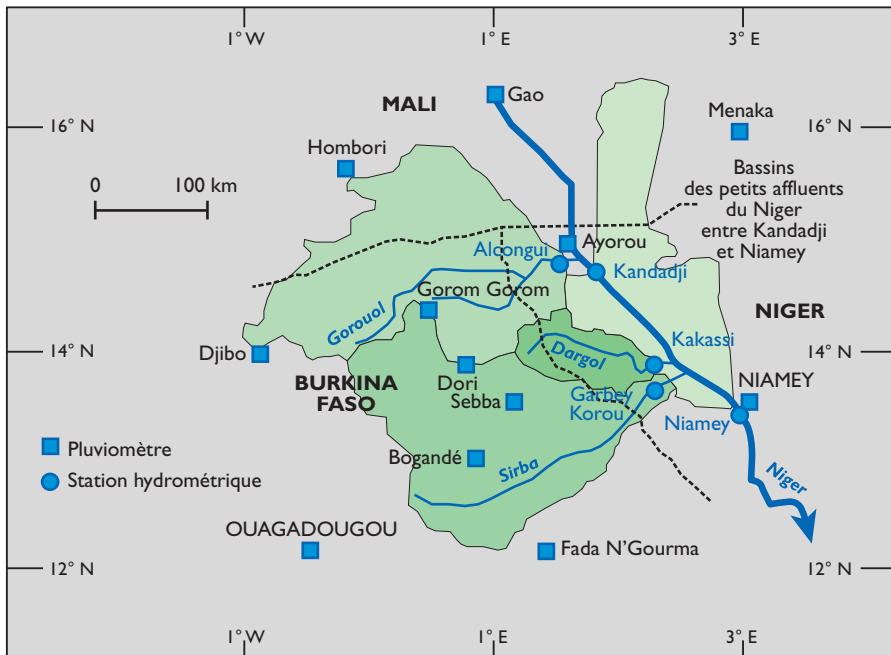 1° W
1° E
3° E
MALI
Gao
Menaka
16° N
16° N
Hombori
0
100 km
Bassins
des petits affluents
du Niger
entre Kandadji
et Niamey
Ayorou
Alcongui
Kandadji
Gorom Gorom
Gorouol
NIGER
Kakassi
Djibo
14° N
14° N
Dargol
BURKINA
FASO
Dori
NIAMEY
Sebba
Garbey
Korou
Niamey
Pluviomètre
Bogandé
Sirba
Station hydrométrique
Niger
OUAGADOUGOU
Fada N'Gourma
12° N
12° N
1° W
1° E
3° E